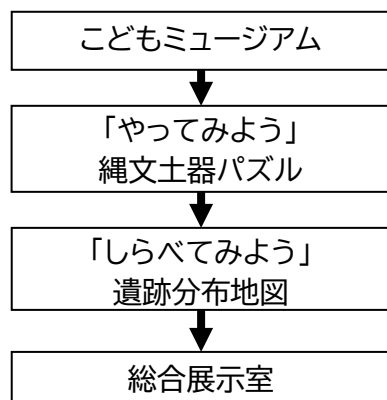 こどもミュージアム
「やってみよう」
縄文土器パズル
「しらべてみよう」
遺跡分布地図
総合展示室